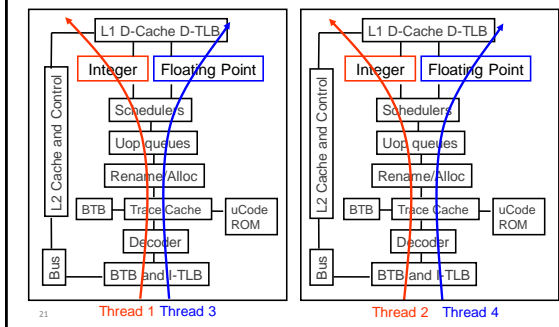 L1 D-Cache D-TLB
Integer
Floating Point
Schedulers
Uop queues
Rename/Alloc
BTB
Trace Cache
uCode
ROM
Decoder
BTB and I-TLB
L2 Cache and Control
Bus
Thread 1
Thread 3
L1 D-Cache D-TLB
Integer
Floating Point
Schedulers
Uop queues
Rename/Alloc
BTB
Trace Cache
uCode
ROM
Decoder
BTB and I-TLB
L2 Cache and Control
Bus
Thread 2
Thread 4
21